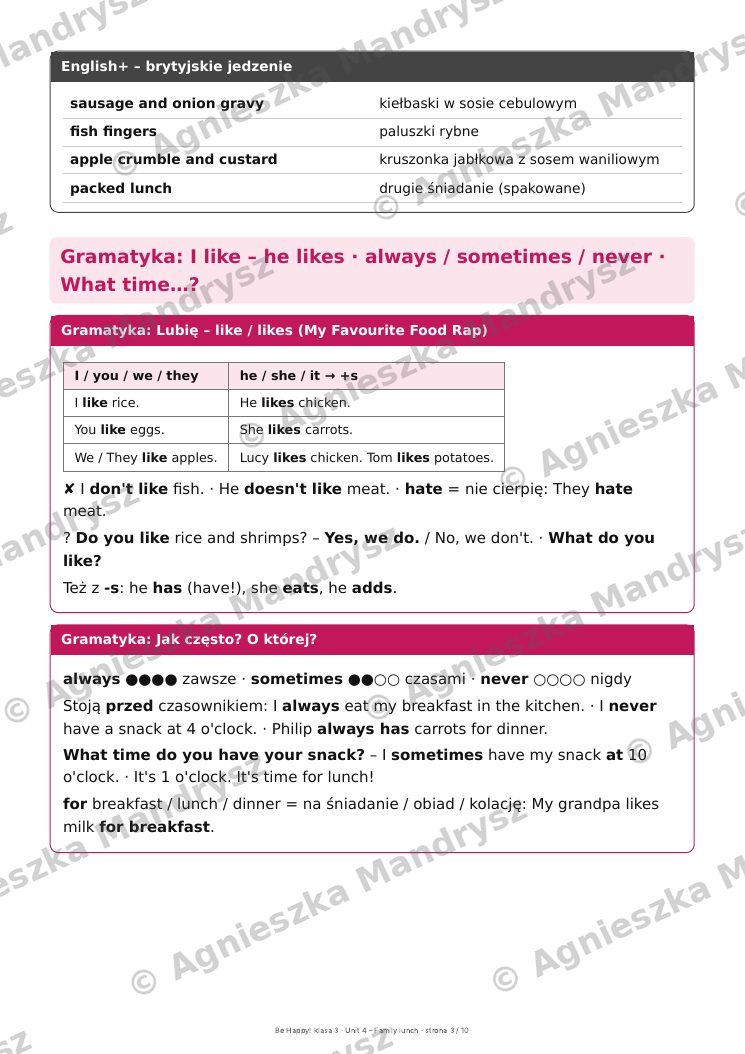 English+ – brytyjskie jedzenie
sausage and onion gravy kiełbaski w sosie cebulowym
fish fingers paluszki rybne
apple crumble and custard kruszonka jabłkowa z sosem waniliowym
packed lunch drugie śniadanie (spakowane)
Gramatyka: I like – he likes · always / sometimes / never ·
What time…?
Gramatyka: Lubię – like / likes (My Favourite Food Rap)
I / you / we / they he / she / it → +s
I like rice. He likes chicken.
You like eggs. She likes carrots.
We / They like apples. Lucy likes chicken. Tom likes potatoes.
✘ I don't like fish. · He doesn't like meat. · hate = nie cierpię: They hate
meat.
? Do you like rice and shrimps? – Yes, we do. / No, we don't. · What do you
like?
Też z -s: he has (have!), she eats, he adds.
Gramatyka: Jak często? O której?
always ●●●● zawsze · sometimes ●●○○ czasami · never ○○○○ nigdy
Stoją przed czasownikiem: I always eat my breakfast in the kitchen. · I never
have a snack at 4 o'clock. · Philip always has carrots for dinner.
What time do you have your snack? – I sometimes have my snack at 10
o'clock. · It's 1 o'clock. It's time for lunch!
for breakfast / lunch / dinner = na śniadanie / obiad / kolację: My grandpa likes
milk for breakfast.
Be Happy! klasa 3 · Unit 4 – Family lunch · strona 3 / 10
© Agnieszka Mandrysz